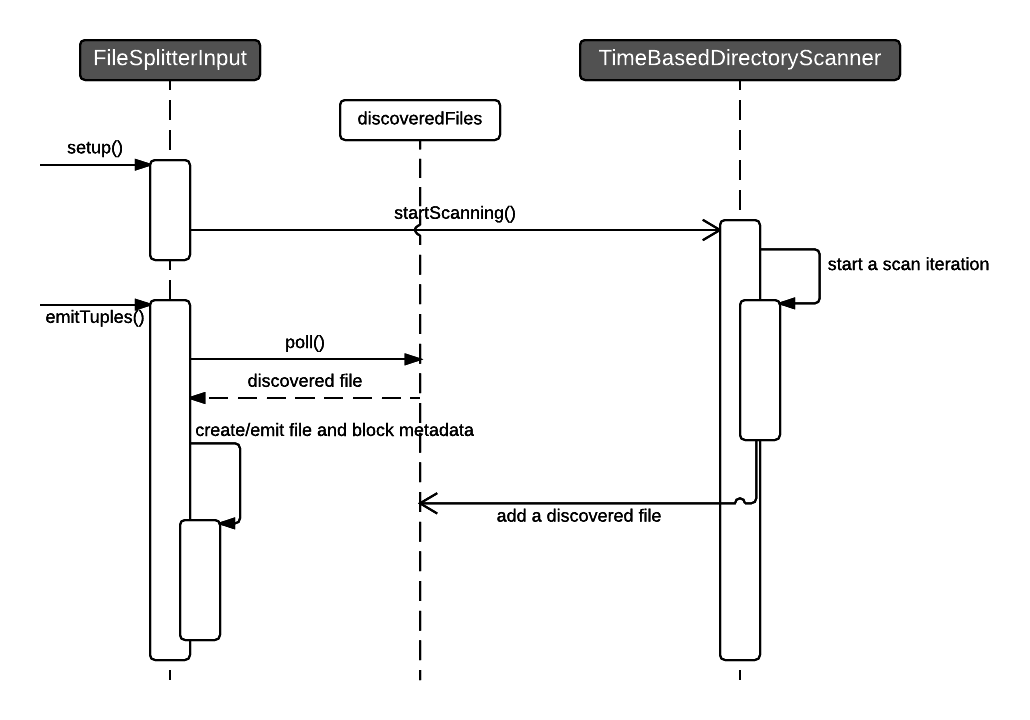 FileSplitterInput
TimeBasedDirectoryScanner
discoveredFiles
setup()
startScanning()
start a scan iteration
emitTuples()
poll()
discovered file
create/emit file and block metadata
add a discovered file